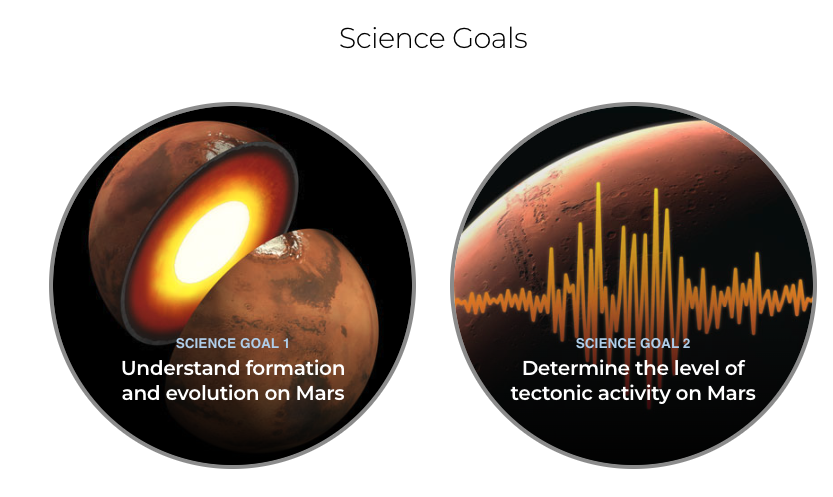 Science Goals
SCIENCE GOAL 1
Understand formation
and evolution on Mars
SCIENCE GOAL 2
Determine the level of
tectonic activity on Mars